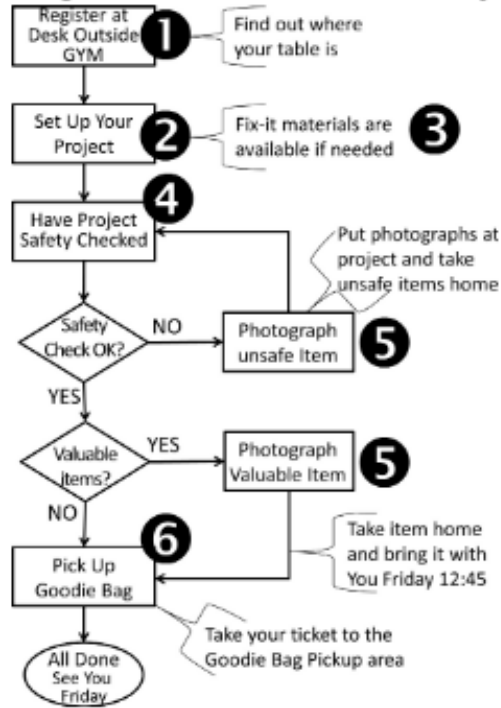 Register at
Desk Outside
GYM
1
Find out where
your table is
Set Up Your
Project
2
Fix-it materials are
available if needed
3
4
Have Project
Safety Checked
Put photographs at
project and take
unsafe items home
Safety
Check OK?
NO
Photograph
unsafe Item
5
YES
Valuable
items?
YES
Photograph
Valuable Item
5
NO
6
Pick Up
Goodie Bag
Take item home
and bring it with
You Friday 12:45
Take your ticket to the
Goodie Bag Pickup area
All Done
See You
Friday